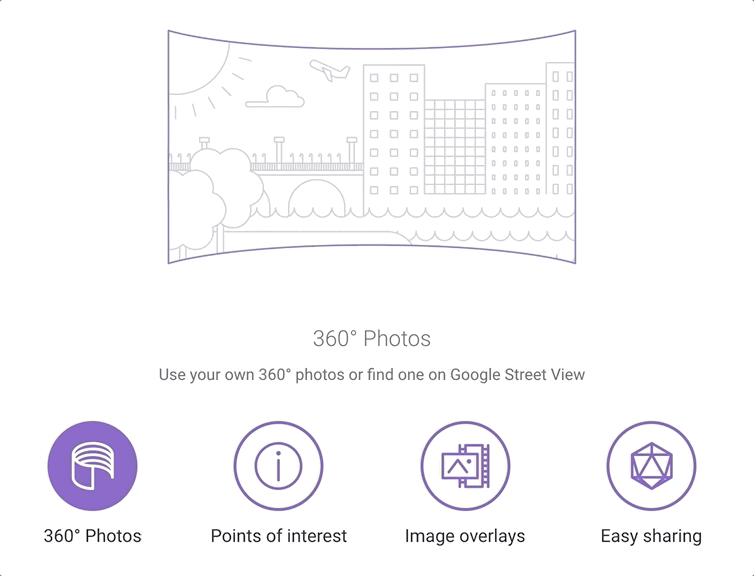 360° Photos
Use your own 360° photos or find one on Google Street View
360° Photos
Points of interest
Image overlays
Easy sharing